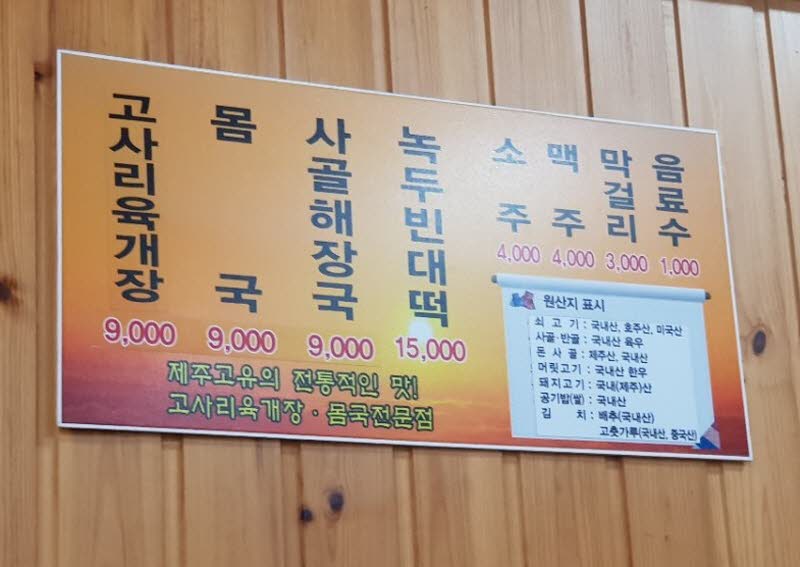 고사리육개장
9,000
몸국
9,000
사골해장국
9,000
녹두빈대떡
15,000
소주
4,000
맥주
4,000
막걸리
3,000
음료수
1,000
제주고유의 전통적인 맛!
고사리육개장·몸국전문점
원산지 표시
쇠 고 기 : 국내산, 호주산, 미국산
사골·반골 : 국내산 육우
돈 사 골 : 제주산, 국내산
머릿고기 : 국내산 한우
돼지고기 : 국내(제주)산
공기밥(쌀) : 국내산
김 치 : 배추(국내산)
고춧가루(국내산, 중국산)